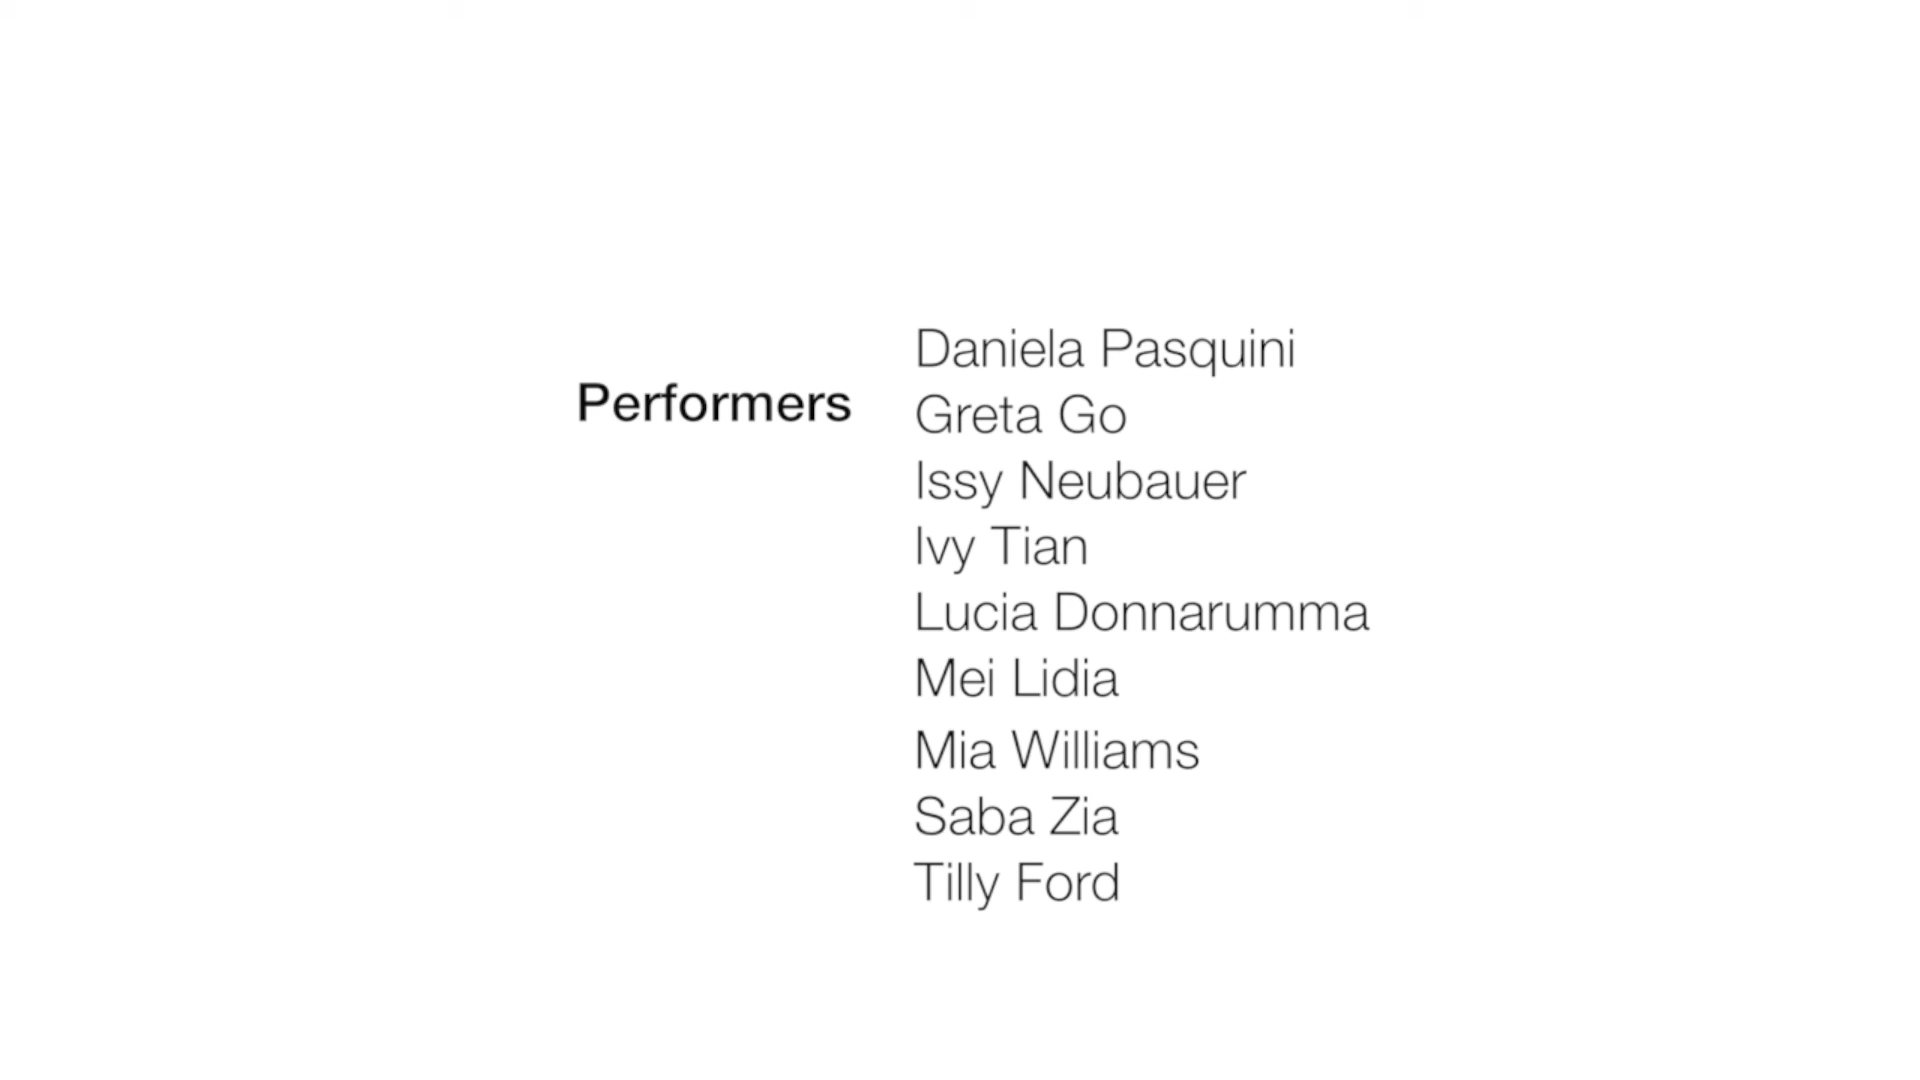 Performers
Daniela Pasquini
Greta Go
Issy Neubauer
Ivy Tian
Lucia Donnarumma
Mei Lidia
Mia Williams
Saba Zia
Tilly Ford